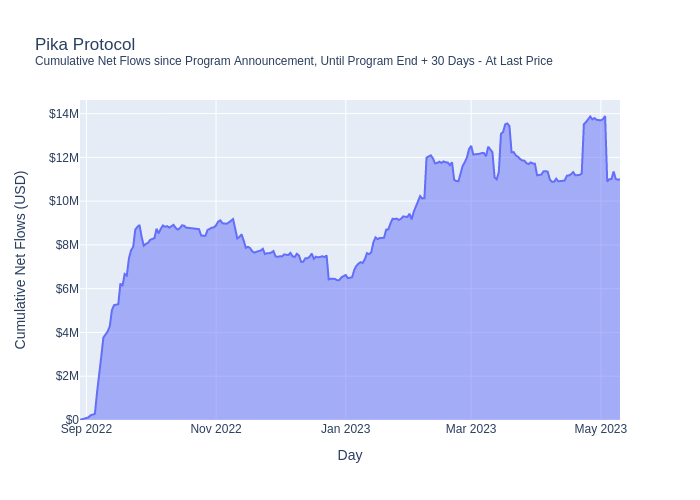 Pika Protocol
Cumulative Net Flows since Program Announcement, Until Program End + 30 Days - At Last Price
$14M
$12M
$10M
$8M
$6M
$4M
$2M
$0
Cumulative Net Flows (USD)
Sep 2022
Nov 2022
Jan 2023
Mar 2023
May 2023
Day